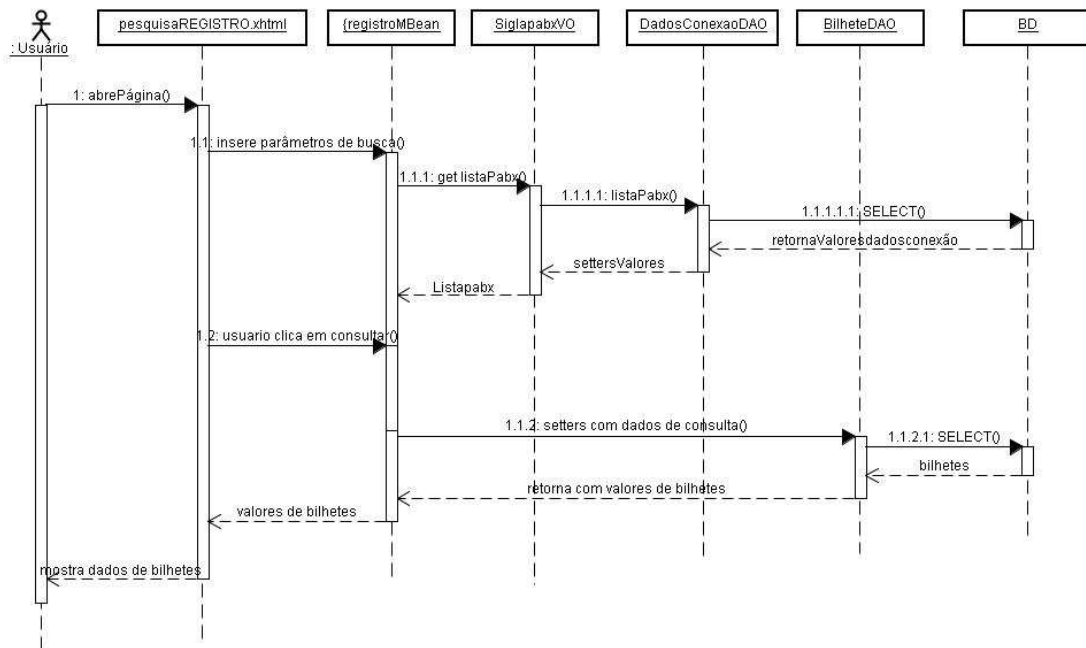 : Usuário
pesquisaREGISTRO.xhtml
{registroMBean
SiglapabxVO
DadosConexaoDAO
BilheteDAO
BD
1: abrePágina()
1.1: insere parâmetros de busca()
1.1.1: get listaPabx()
1.1.1.1: listaPabx()
1.1.1.1.1: SELECT()
retornaValoresdadosconexão
settersValores
Listapabx
1.2: usuario clica em consultar()
1.1.2: setters com dados de consulta()
1.1.2.1: SELECT()
bilhetes
retorna com valores de bilhetes
valores de bilhetes
mostra dados de bilhetes